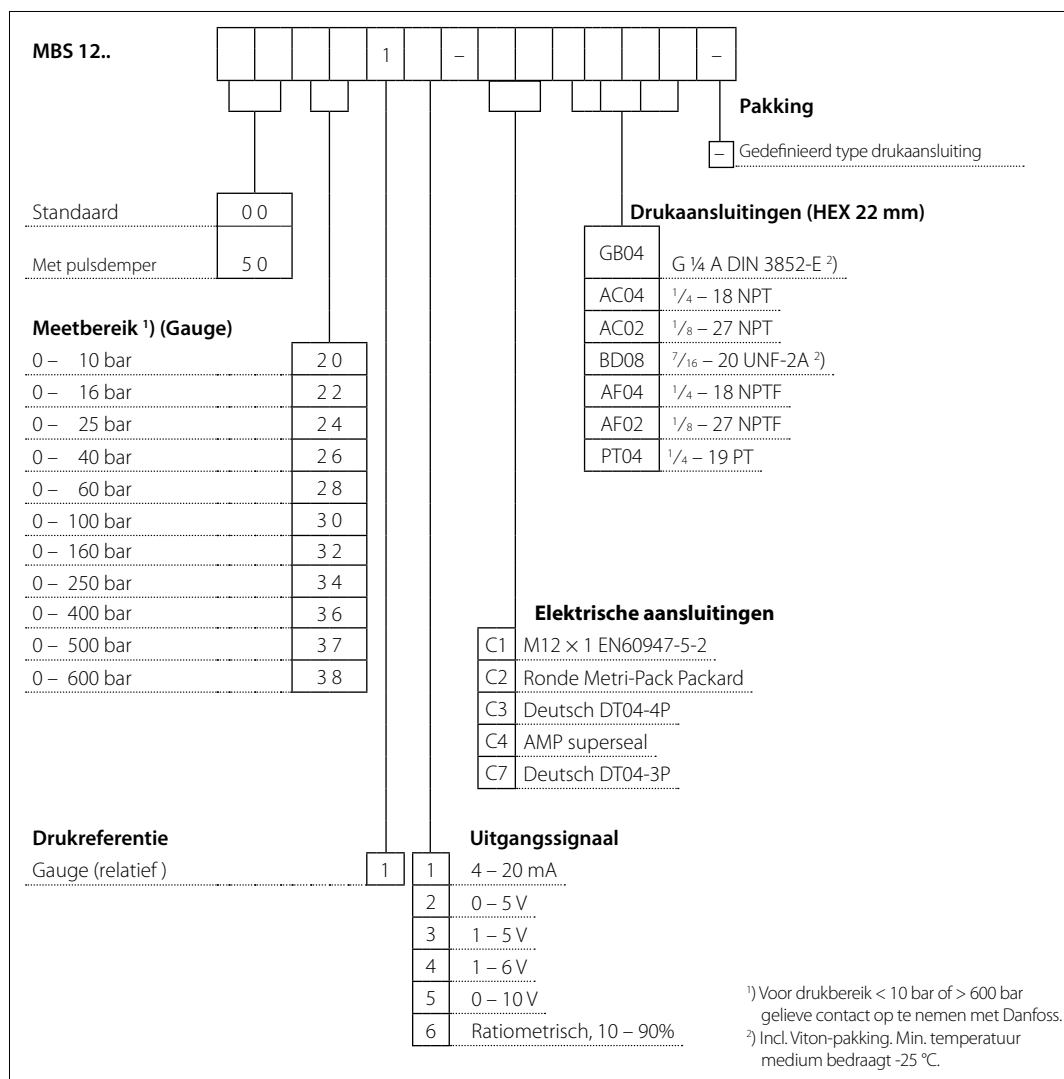 MBS 12.. 1 – –
Pakking
– Gedefinieerd type drukaansluiting
Standaard 0 0
Met pulsdemper 5 0
Drukaansluitingen (HEX 22 mm)
GB04 G ¼ A DIN 3852-E ²)
AC04 ¹/₄ – 18 NPT
AC02 ¹/₈ – 27 NPT
BD08 ⁷/₁₆ – 20 UNF-2A ²)
AF04 ¹/₄ – 18 NPTF
AF02 ¹/₈ – 27 NPTF
PT04 ¹/₄ – 19 PT
Meetbereik ¹) (Gauge)
0 – 10 bar 2 0
0 – 16 bar 2 2
0 – 25 bar 2 4
0 – 40 bar 2 6
0 – 60 bar 2 8
0 – 100 bar 3 0
0 – 160 bar 3 2
0 – 250 bar 3 4
0 – 400 bar 3 6
0 – 500 bar 3 7
0 – 600 bar 3 8
Elektrische aansluitingen
C1 M12 × 1 EN60947-5-2
C2 Ronde Metri-Pack Packard
C3 Deutsch DT04-4P
C4 AMP superseal
C7 Deutsch DT04-3P
Drukreferentie
Gauge (relatief ) 1
Uitgangssignaal
1 4 – 20 mA
2 0 – 5 V
3 1 – 5 V
4 1 – 6 V
5 0 – 10 V
6 Ratiometrisch, 10 – 90%
¹) Voor drukbereik < 10 bar of > 600 bar
gelieve contact op te nemen met Danfoss.
²) Incl. Viton-pakking. Min. temperatuur
medium bedraagt -25 °C.